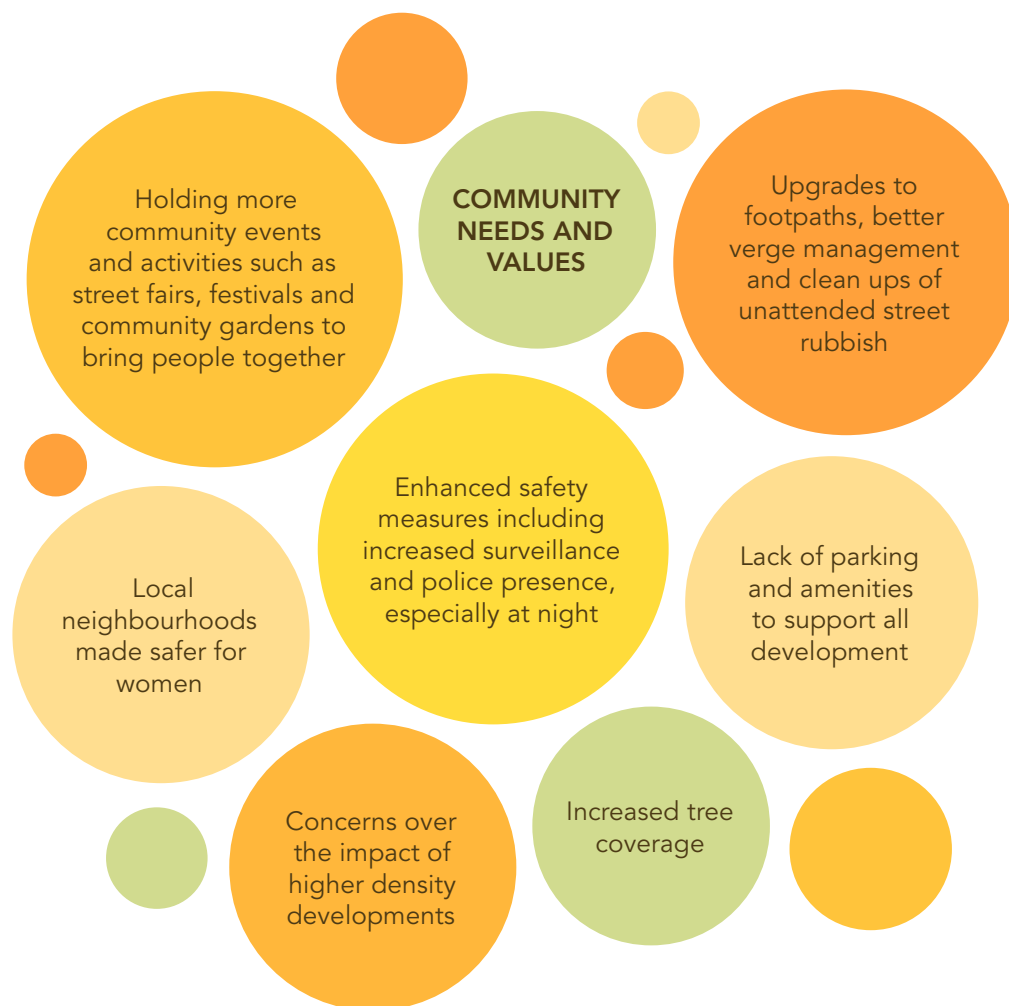 COMMUNITY
NEEDS AND
VALUES
Holding more
community events
and activities such as
street fairs, festivals and
community gardens to
bring people together
Upgrades to
footpaths, better
verge management
and clean ups of
unattended street
rubbish
Enhanced safety
measures including
increased surveillance
and police presence,
especially at night
Local
neighbourhoods
made safer for
women
Lack of parking
and amenities
to support all
development
Concerns over
the impact of
higher density
developments
Increased tree
coverage